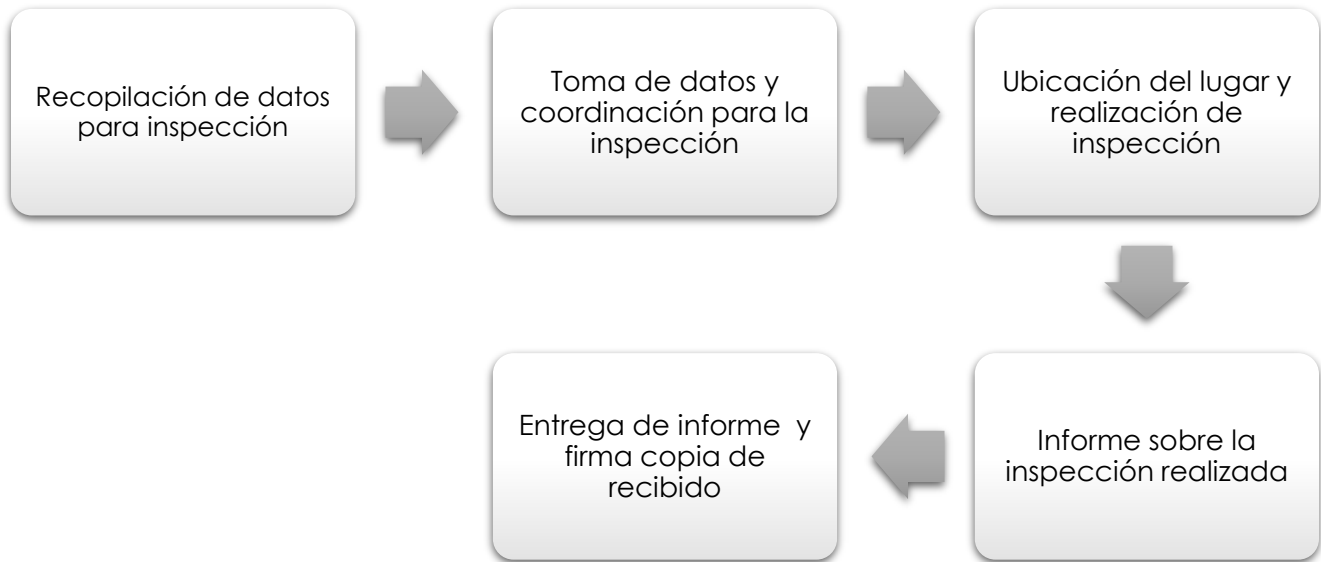 Recopilación de datos
para inspección
Toma de datos y
coordinación para la
inspección
Ubicación del lugar y
realización de
inspección
Informe sobre la
inspección realizada
Entrega de informe y
firma copia de
recibido